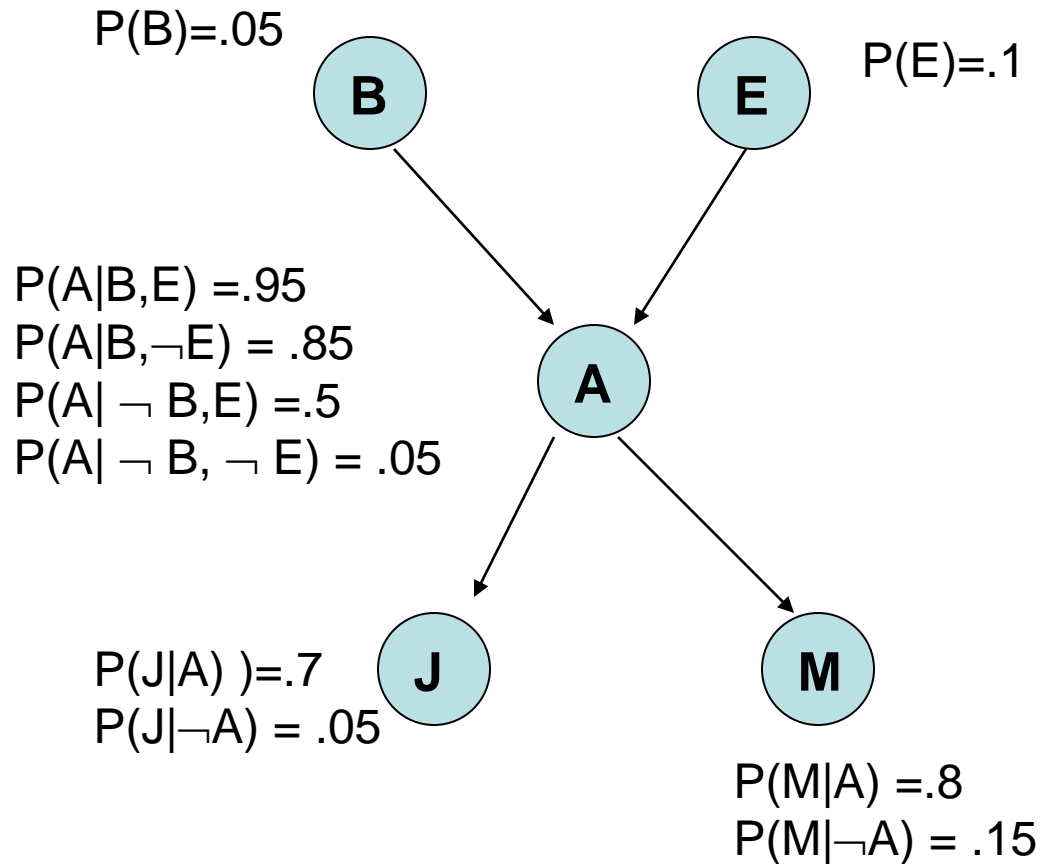 P(B)=.05
P(E)=.1
B
E
P(A|B,E) =.95
P(A|B,¬E) = .85
P(A| ¬ B,E) =.5
P(A| ¬ B, ¬ E) = .05
A
P(J|A) )=.7
P(J|¬A) = .05
J
M
P(M|A) =.8
P(M|¬A) = .15